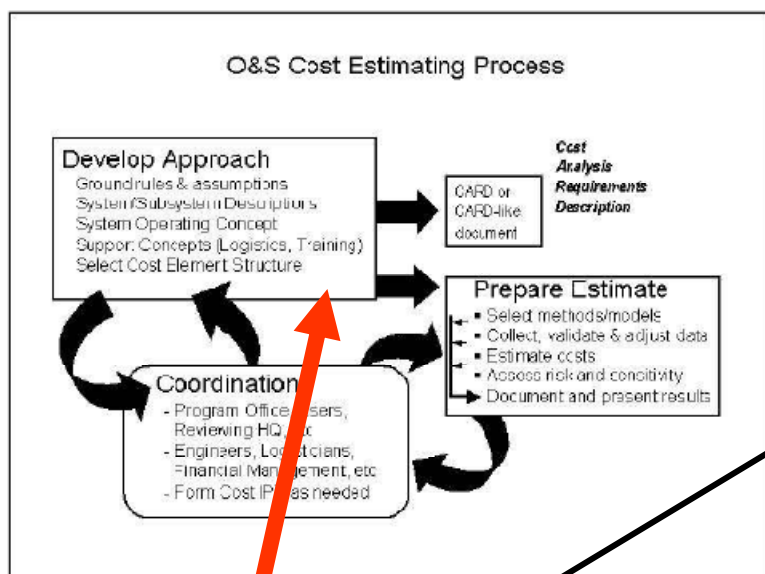 O&S Cost Estimating Process
Develop Approach
Groundrules & assumptions
System/Subsystem Descriptions
System Operating Concept
Support Concepts (Logistics, Training)
Select Cost Element Structure
CARD or
CARD-like
document
Cost
Analysis
Requirements
Description
Prepare Estimate
▪ Select methods/models
▪ Collect, validate & adjust data
▪ Estimate costs
▪ Assess risk and sensitivity
Document and present results
Coordination
- Program Office, Users,
Reviewing HQ, etc
- Engineers, Logisticians,
Financial Management, etc
- Form Cost as needed